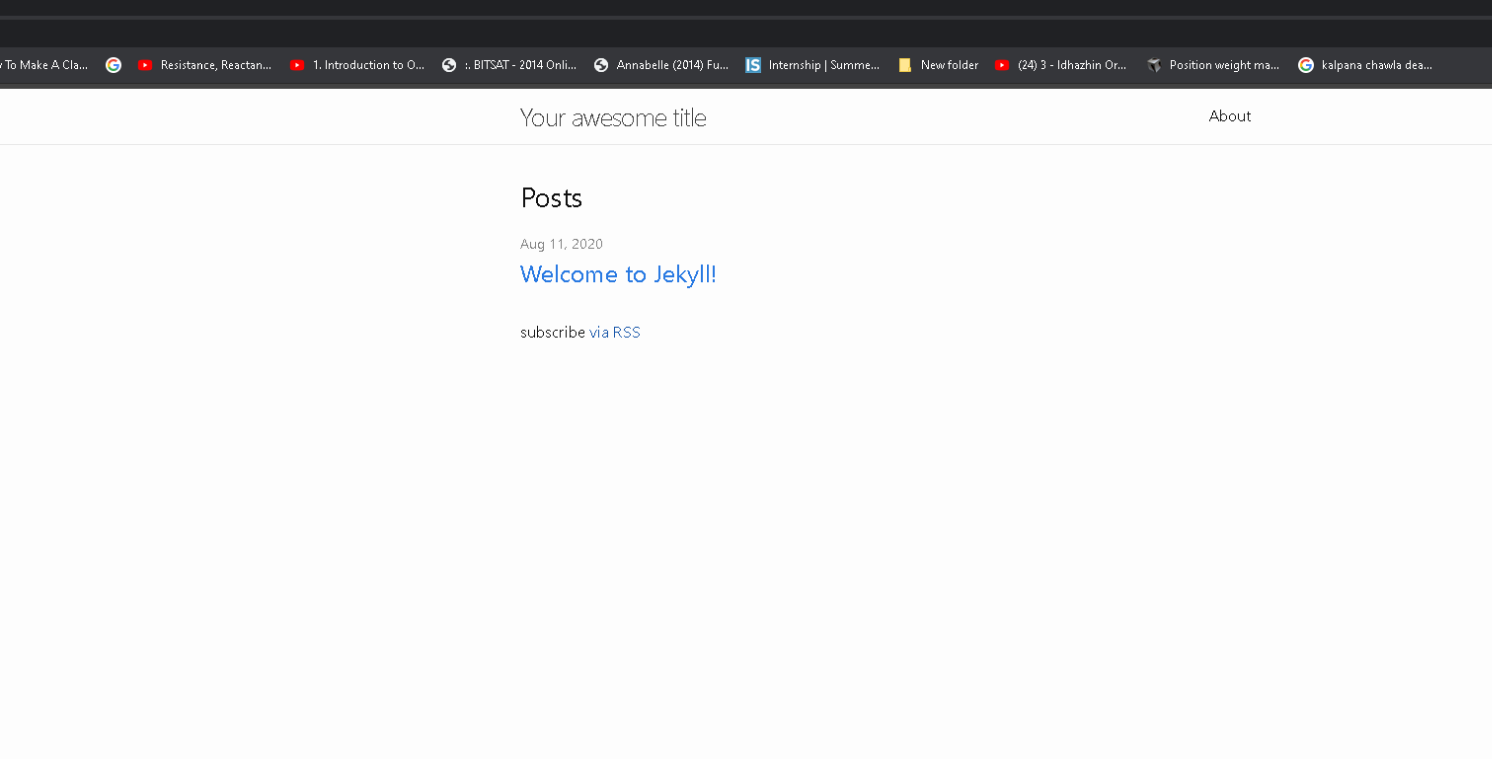 To Make A Cla... Resistance, Reactan... 1. Introduction to O... :. BITSAT - 2014 Onli... Annabelle (2014) Fu... IS Internship | Summe... New folder (24) 3 - Idhazhin Or... Position weight ma... kalpana chawla dea...
Your awesome title About
Posts
Aug 11, 2020
Welcome to Jekyll!
subscribe via RSS